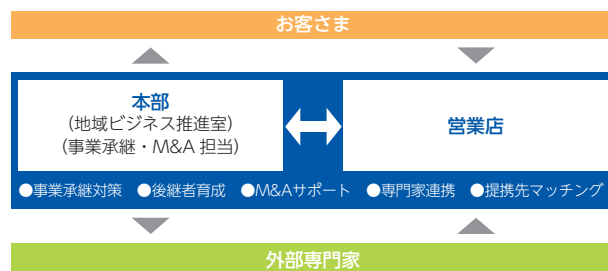 お客さま
本部
（地域ビジネス推進室）
（事業承継・M&A 担当）
営業店
●事業承継対策 ●後継者育成 ●M&Aサポート ●専門家連携 ●提携先マッチング
外部専門家